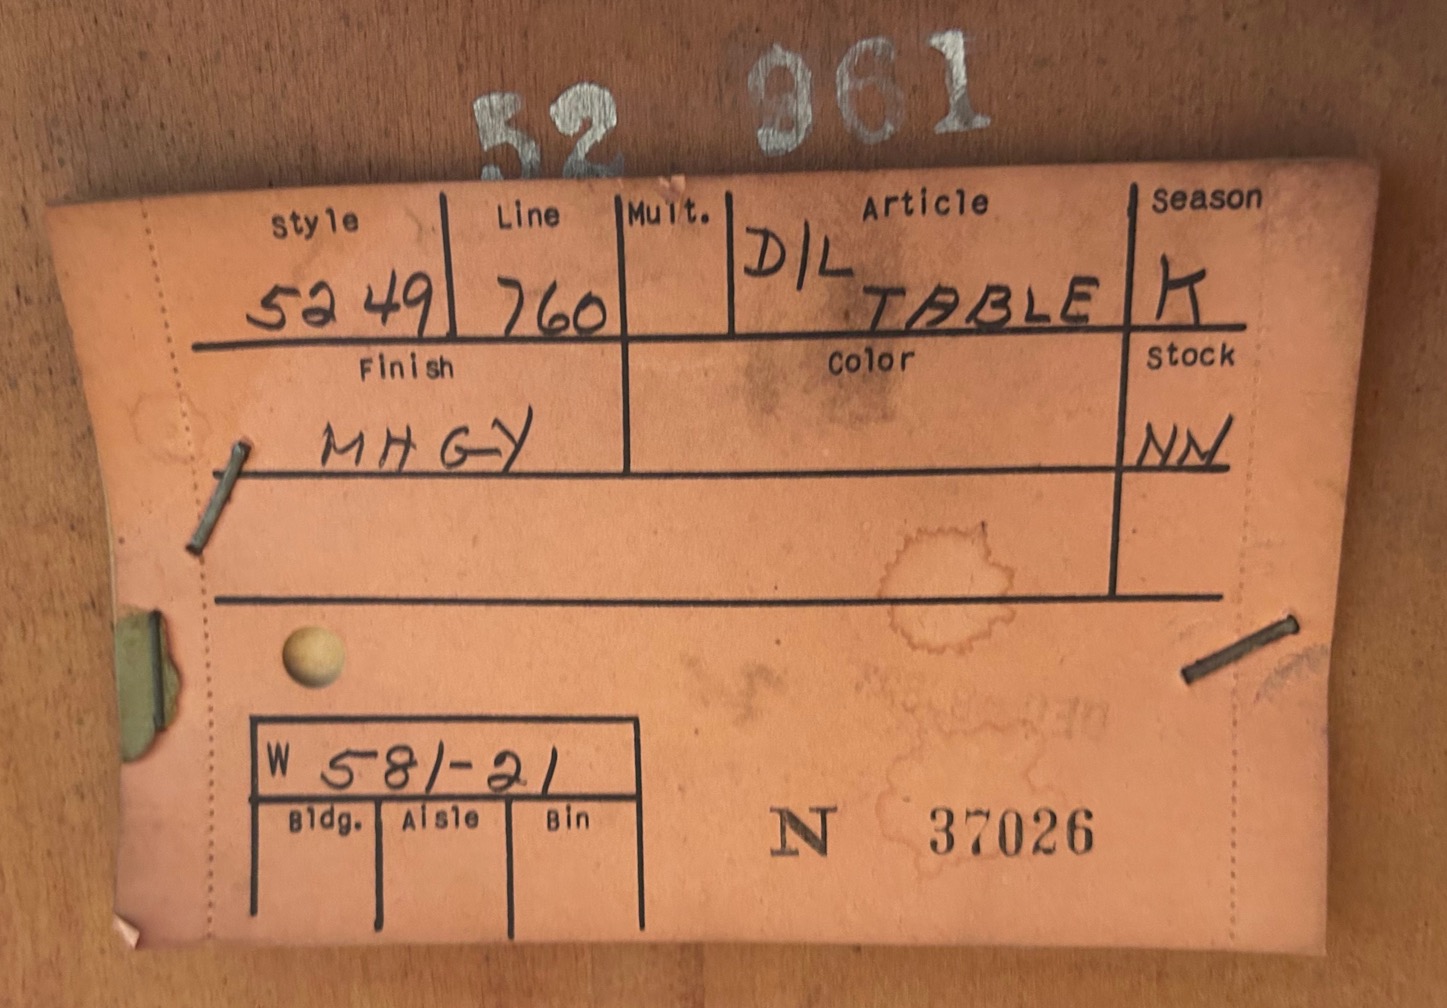 52 961
Style Line Mult. Article Season
5249 760 D/L TABLE K
Finish Color Stock
MHGY NN
W 581-21
Bldg. Aisle Bin
N 37026